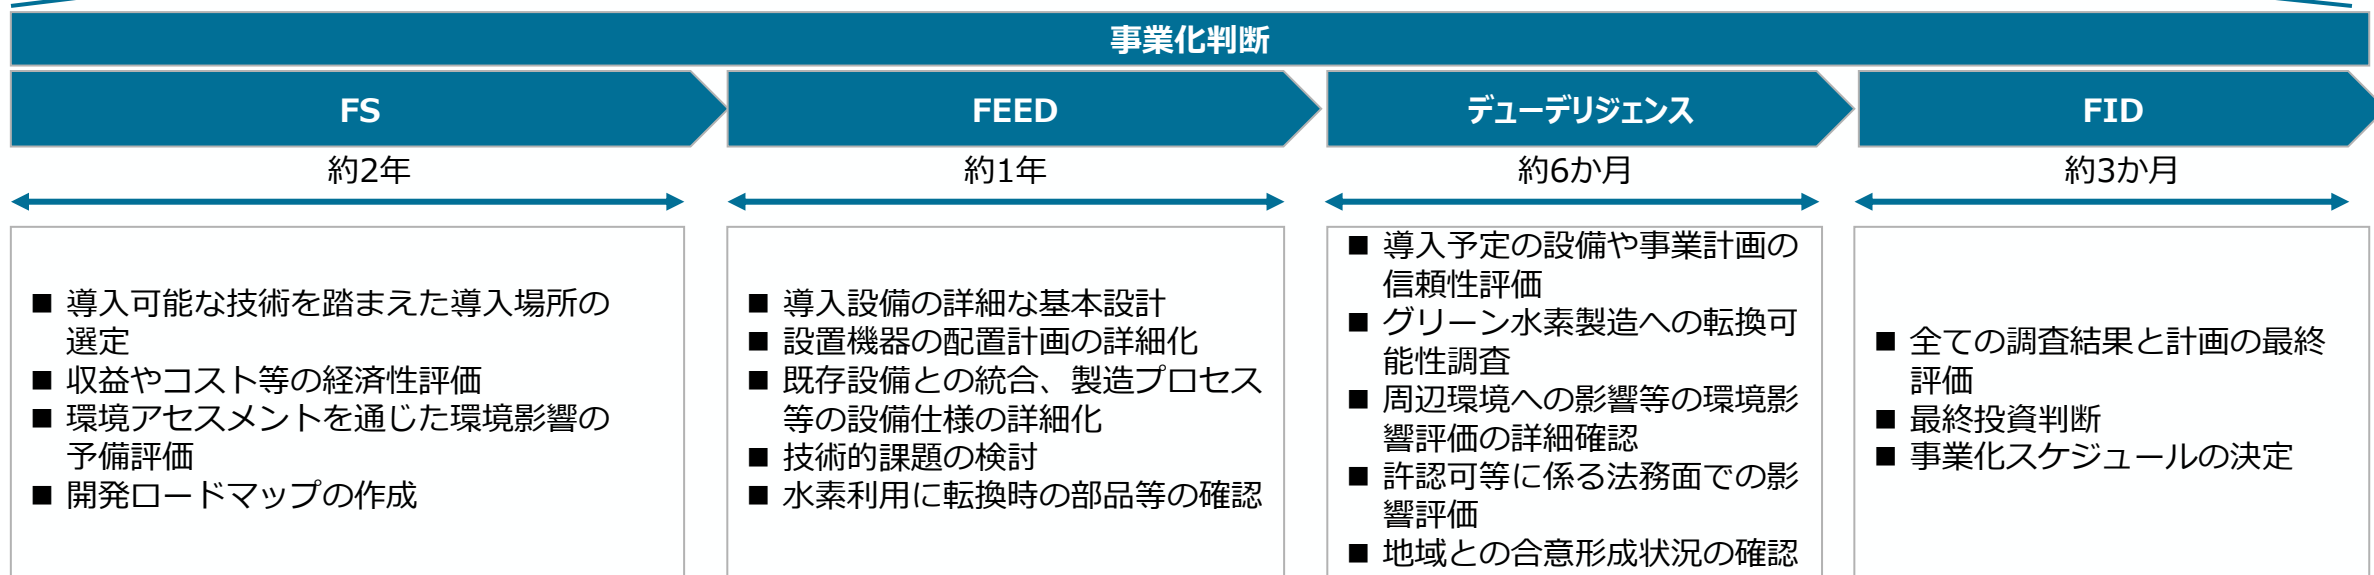 事業化判断
FS
約2年
■ 導入可能な技術を踏まえた導入場所の
選定
■ 収益やコスト等の経済性評価
■ 環境アセスメントを通じた環境影響の
予備評価
■ 開発ロードマップの作成
FEED
約1年
■ 導入設備の詳細な基本設計
■ 設置機器の配置計画の詳細化
■ 既存設備との統合、製造プロセス
等の設備仕様の詳細化
■ 技術的課題の検討
■ 水素利用に転換時の部品等の確認
デューデリジェンス
約6か月
■ 導入予定の設備や事業計画の
信頼性評価
■ グリーン水素製造への転換可
能性調査
■ 周辺環境への影響等の環境影
響評価の詳細確認
■ 許認可等に係る法務面での影
響評価
■ 地域との合意形成状況の確認
FID
約3か月
■ 全ての調査結果と計画の最終
評価
■ 最終投資判断
■ 事業化スケジュールの決定